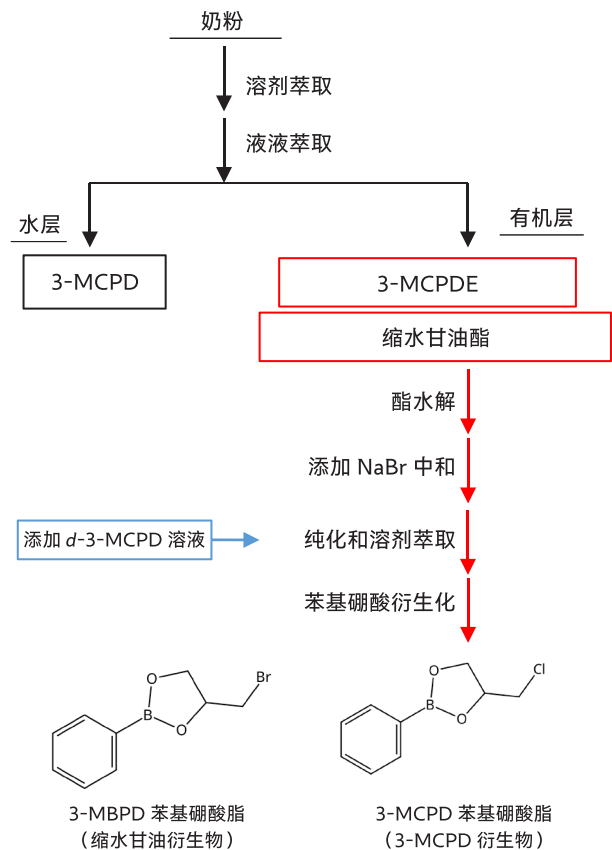 奶粉
溶剂萃取
液液萃取
水层
有机层
3-MCPD
3-MCPDE
缩水甘油酯
酯水解
添加 NaBr 中和
添加 d-3-MCPD 溶液
纯化和溶剂萃取
苯基硼酸衍生化
O
Br
B
O
O
Cl
B
O
3-MBPD 苯基硼酸脂
（缩水甘油衍生物）
3-MCPD 苯基硼酸脂
（3-MCPD 衍生物）